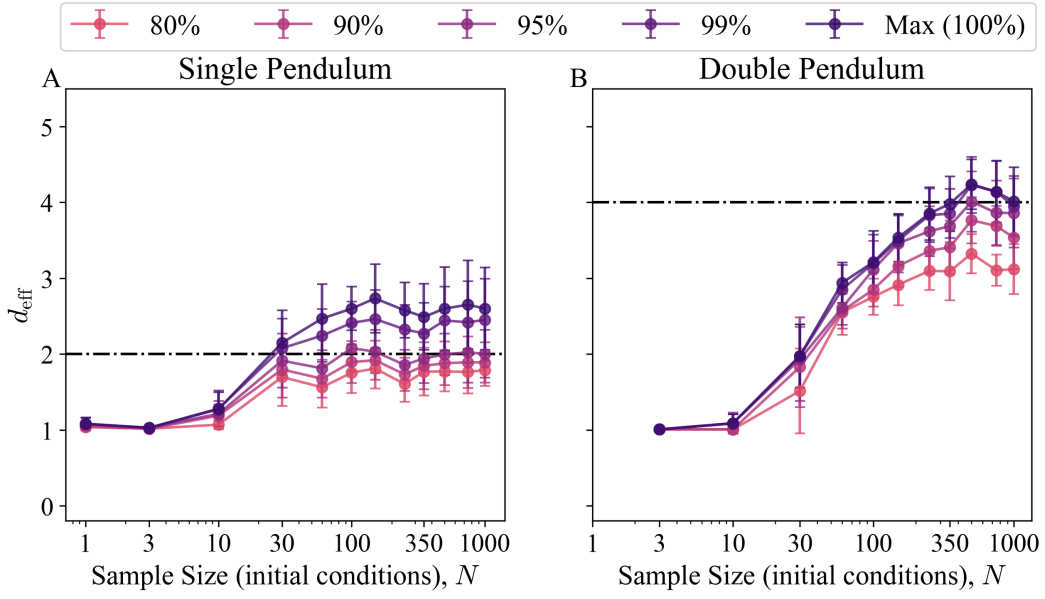 80% 90% 95% 99% Max (100%)
A Single Pendulum
B Double Pendulum
d_eff
5
4
3
2
1
0
1 3 10 30 100 350 1000
1 3 10 30 100 350 1000
Sample Size (initial conditions), N
Sample Size (initial conditions), N